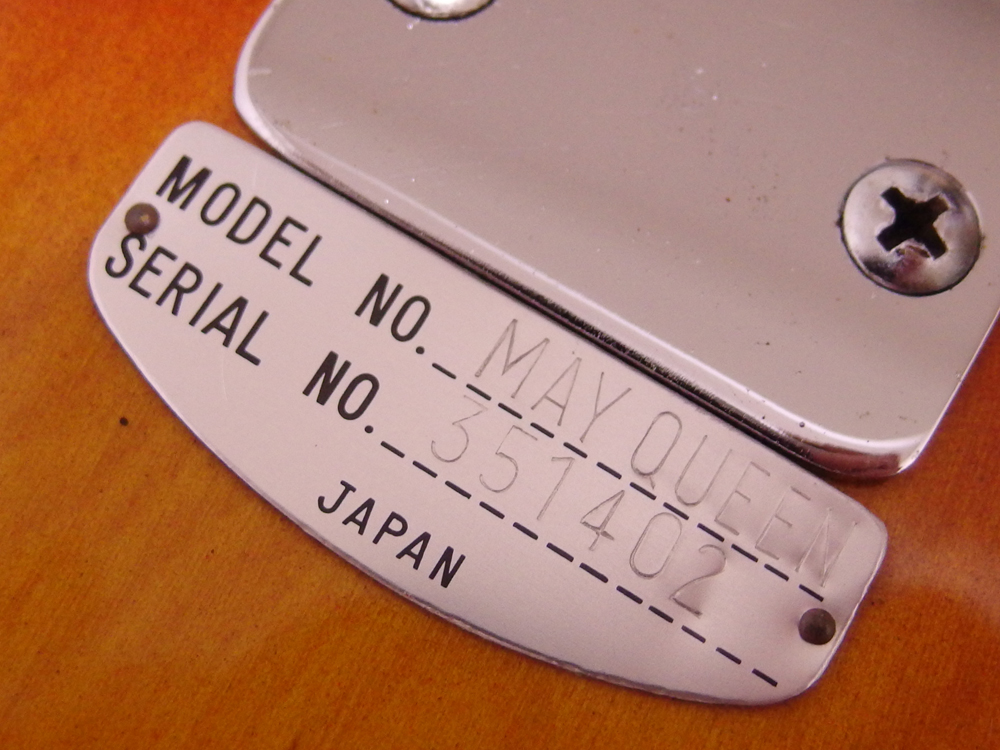 MODEL NO. MAY QUEEN
SERIAL NO. 351402
JAPAN